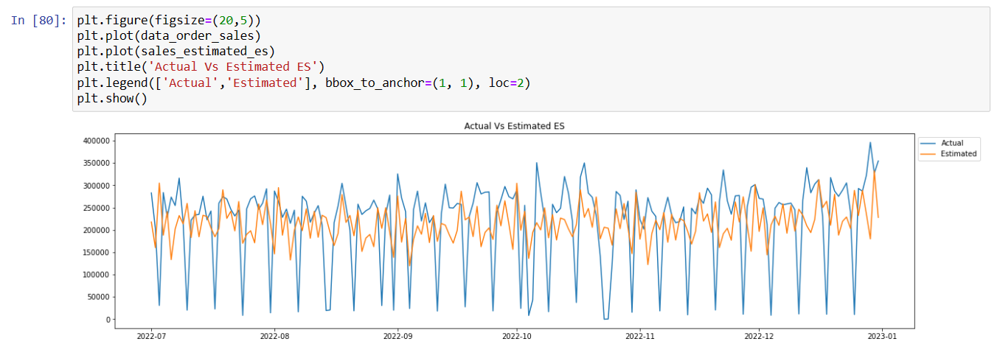 In [80]:
plt.figure(figsize=(20,5))
plt.plot(data_order_sales)
plt.plot(sales_estimated_es)
plt.title('Actual Vs Estimated ES')
plt.legend(['Actual','Estimated'], bbox_to_anchor=(1, 1), loc=2)
plt.show()
Actual Vs Estimated ES
400000
350000
300000
250000
200000
150000
100000
50000
0
2022-07 2022-08 2022-09 2022-10 2022-11 2022-12 2023-01
Actual
Estimated